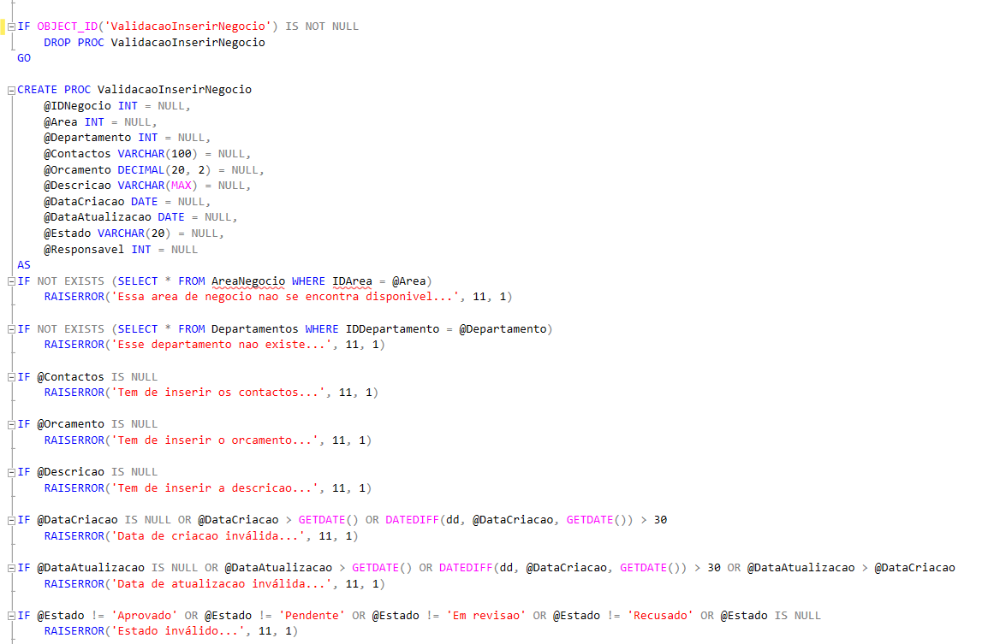 IF OBJECT_ID('ValidacaoInserirNegocio') IS NOT NULL
DROP PROC ValidacaoInserirNegocio
GO
CREATE PROC ValidacaoInserirNegocio
@IDNegocio INT = NULL,
@Area INT = NULL,
@Departamento INT = NULL,
@Contactos VARCHAR(100) = NULL,
@Orcamento DECIMAL(20, 2) = NULL,
@Descricao VARCHAR(MAX) = NULL,
@DataCriacao DATE = NULL,
@DataAtualizacao DATE = NULL,
@Estado VARCHAR(20) = NULL,
@Responsavel INT = NULL
AS
IF NOT EXISTS (SELECT * FROM AreaNegocio WHERE IDArea = @Area)
RAISERROR('Essa area de negocio nao se encontra disponivel...', 11, 1)
IF NOT EXISTS (SELECT * FROM Departamentos WHERE IDDepartamento = @Departamento)
RAISERROR('Esse departamento nao existe...', 11, 1)
IF @Contactos IS NULL
RAISERROR('Tem de inserir os contactos...', 11, 1)
IF @Orcamento IS NULL
RAISERROR('Tem de inserir o orcamento...', 11, 1)
IF @Descricao IS NULL
RAISERROR('Tem de inserir a descricao...', 11, 1)
IF @DataCriacao IS NULL OR @DataCriacao > GETDATE() OR DATEDIFF(dd, @DataCriacao, GETDATE()) > 30
RAISERROR('Data de criacao inválida...', 11, 1)
IF @DataAtualizacao IS NULL OR @DataAtualizacao > GETDATE() OR DATEDIFF(dd, @DataCriacao, GETDATE()) > 30 OR @DataAtualizacao > @DataCriacao
RAISERROR('Data de atualizacao inválida...', 11, 1)
IF @Estado != 'Aprovado' OR @Estado != 'Pendente' OR @Estado != 'Em revisao' OR @Estado != 'Recusado' OR @Estado IS NULL
RAISERROR('Estado inválido...', 11, 1)